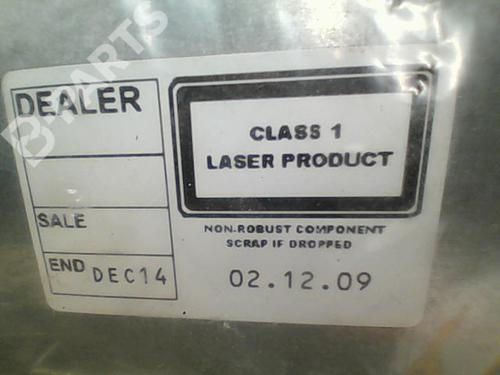 B-PARTS
DEALER
SALE
END DEC14
CLASS 1
LASER PRODUCT
NON-ROBUST COMPONENT
SCRAP IF DROPPED
02.12.09